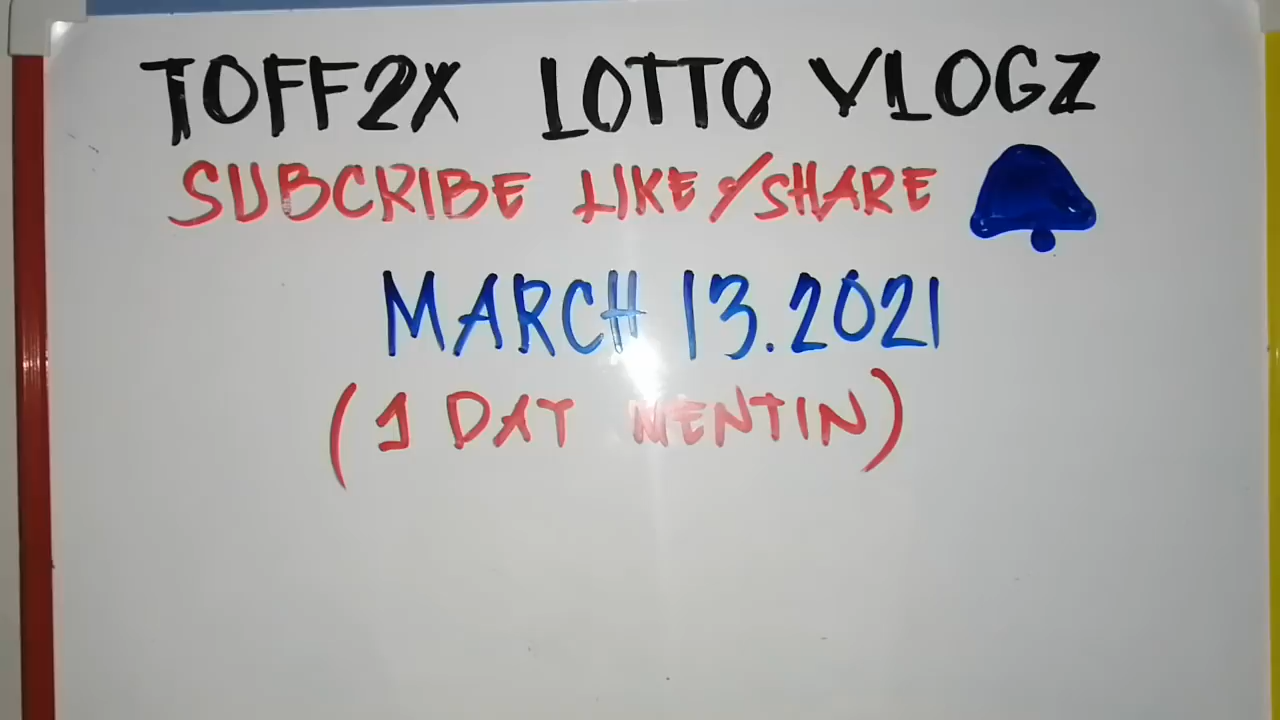 TOFF2X LOTTO VLOGZ
SUBCRIBE LIKE/SHARE
MARCH 13.2021
(1 DAY MENTIN)